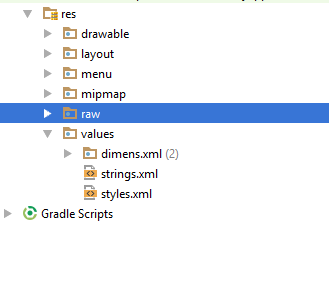 res
drawable
layout
menu
mipmap
raw
values
dimens.xml (2)
strings.xml
styles.xml
Gradle Scripts